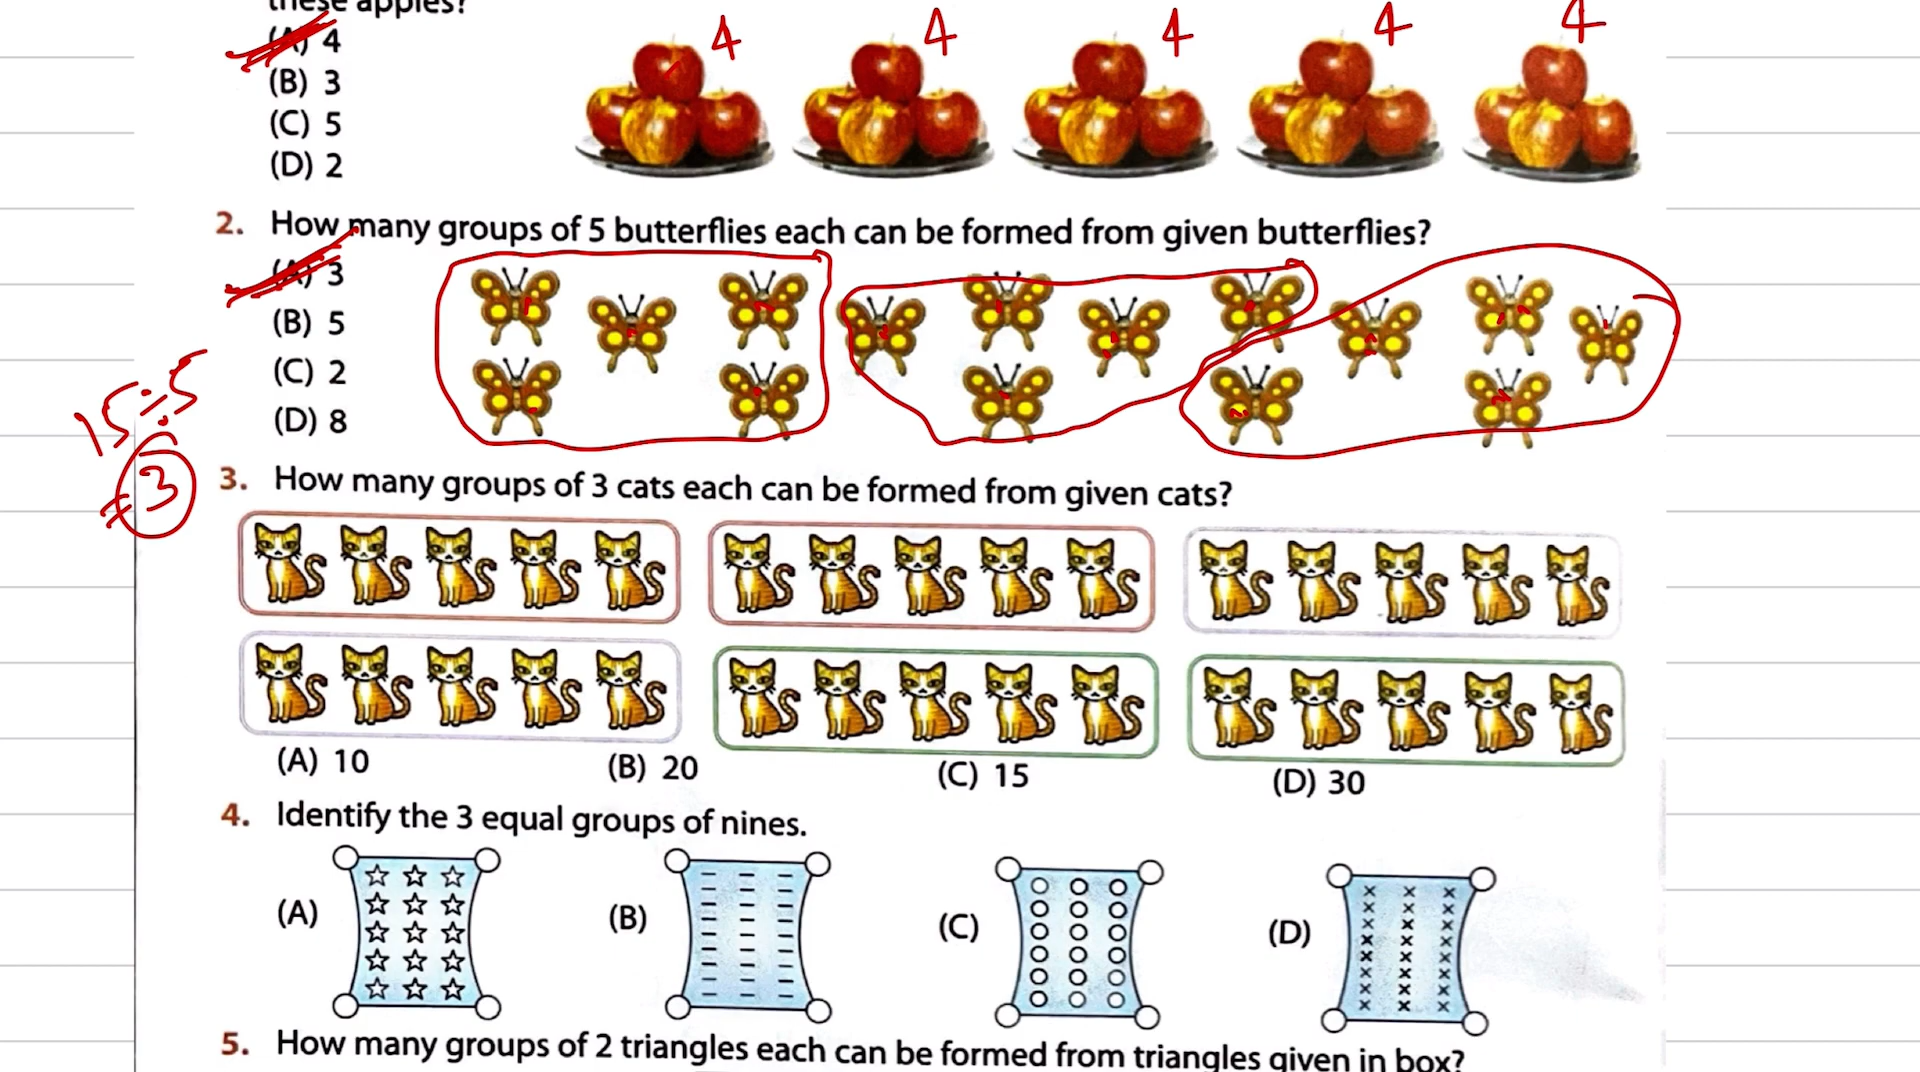 these apples?
(A) 4
(B) 3
(C) 5
(D) 2
4 4 4 4 4
2. How many groups of 5 butterflies each can be formed from given butterflies?
(A) 3
(B) 5
(C) 2
(D) 8
15÷5
=3
3. How many groups of 3 cats each can be formed from given cats?
(A) 10 (B) 20 (C) 15 (D) 30
4. Identify the 3 equal groups of nines.
(A) (B) (C) (D)
5. How many groups of 2 triangles each can be formed from triangles given in box?